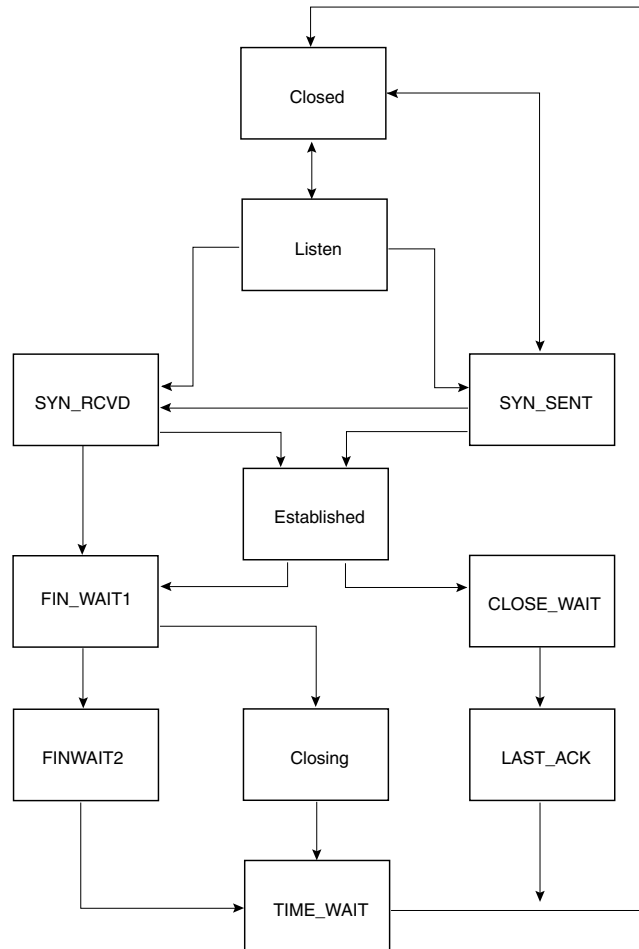 Closed
Listen
SYN_RCVD
SYN_SENT
Established
FIN_WAIT1
CLOSE_WAIT
FINWAIT2
Closing
LAST_ACK
TIME_WAIT